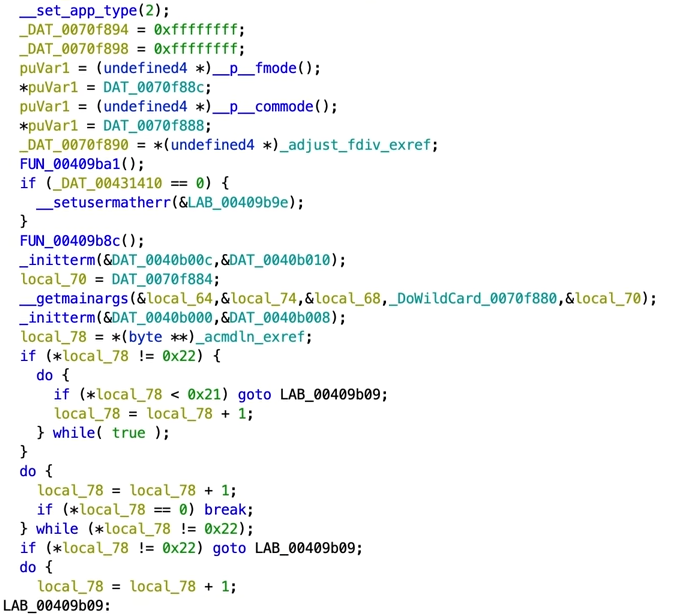 __set_app_type(2);
_DAT_0070f894 = 0xffffffff;
_DAT_0070f898 = 0xffffffff;
puVar1 = (undefined4 *)__p__fmode();
*puVar1 = DAT_0070f88c;
puVar1 = (undefined4 *)__p__commode();
*puVar1 = DAT_0070f888;
_DAT_0070f890 = *(undefined4 *)_adjust_fdiv_exref;
FUN_00409ba1();
if (_DAT_00431410 == 0) {
__setusermatherr(&LAB_00409b9e);
}
FUN_00409b8c();
_initterm(&DAT_0040b00c,&DAT_0040b010);
local_70 = DAT_0070f884;
__getmainargs(&local_64,&local_74,&local_68,_DoWildCard_0070f880,&local_70);
_initterm(&DAT_0040b000,&DAT_0040b008);
local_78 = *(byte **)_acmdln_exref;
if (*local_78 != 0x22) {
do {
if (*local_78 < 0x21) goto LAB_00409b09;
local_78 = local_78 + 1;
} while( true );
}
do {
local_78 = local_78 + 1;
if (*local_78 == 0) break;
} while (*local_78 != 0x22);
if (*local_78 != 0x22) goto LAB_00409b09;
do {
local_78 = local_78 + 1;
LAB_00409b09: